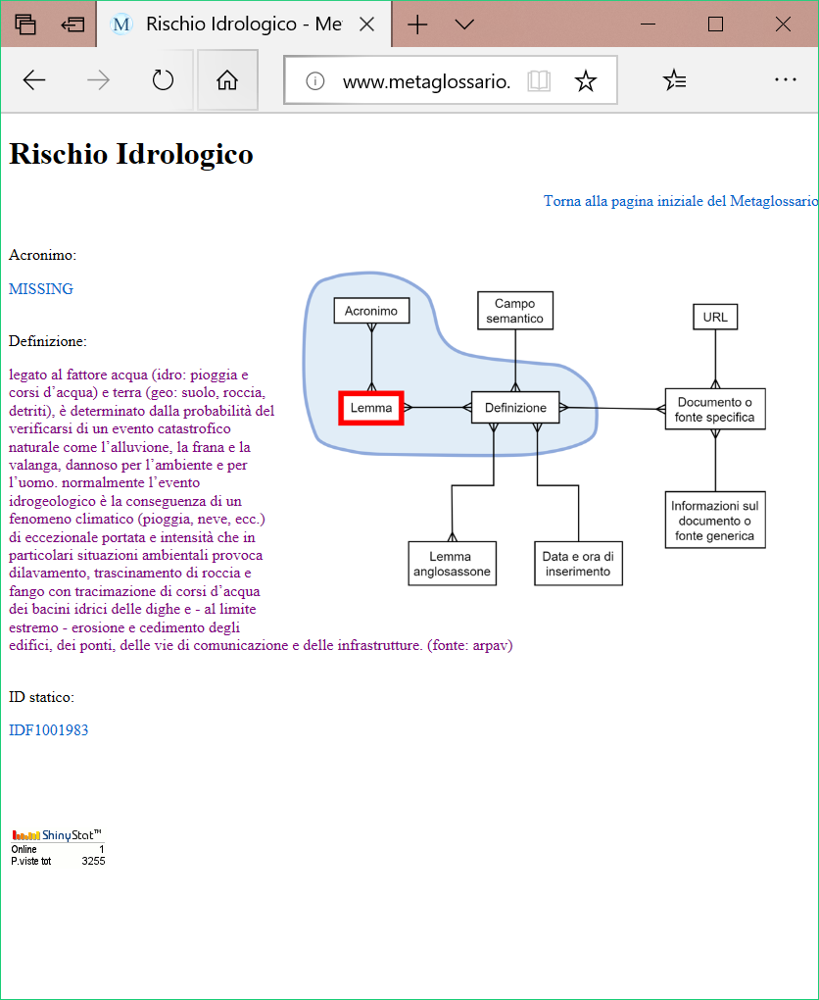 Rischio Idrologico - Me
www.metaglossario.
Rischio Idrologico
Torna alla pagina iniziale del Metaglossario
Acronimo:
MISSING
Definizione:
legato al fattore acqua (idro: pioggia e
corsi d’acqua) e terra (geo: suolo, roccia,
detriti), è determinato dalla probabilità del
verificarsi di un evento catastrofico
naturale come l’alluvione, la frana e la
valanga, dannoso per l’ambiente e per
l’uomo. normalmente l’evento
idrogeologico è la conseguenza di un
fenomeno climatico (pioggia, neve, ecc.)
di eccezionale portata e intensità che in
particolari situazioni ambientali provoca
dilavamento, trascinamento di roccia e
fango con tracimazione di corsi d’acqua
dei bacini idrici delle dighe e - al limite
estremo - erosione e cedimento degli
edifici, dei ponti, delle vie di comunicazione e delle infrastrutture. (fonte: arpav)
Acronimo
Campo
semantico
URL
Lemma
Definizione
Documento o
fonte specifica
Lemma
anglosassone
Data e ora di
inserimento
Informazioni sul
documento o
fonte generica
ID statico:
IDF1001983
ShinyStat™
Online 1
P.viste tot 3255